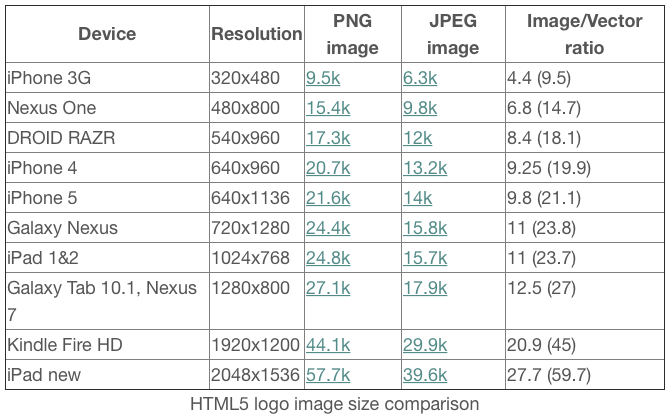 Device Resolution PNG image JPEG image Image/Vector ratio
iPhone 3G 320x480 9.5k 6.3k 4.4 (9.5)
Nexus One 480x800 15.4k 9.8k 6.8 (14.7)
DROID RAZR 540x960 17.3k 12k 8.4 (18.1)
iPhone 4 640x960 20.7k 13.2k 9.25 (19.9)
iPhone 5 640x1136 21.6k 14k 9.8 (21.1)
Galaxy Nexus 720x1280 24.4k 15.8k 11 (23.8)
iPad 1&2 1024x768 24.8k 15.7k 11 (23.7)
Galaxy Tab 10.1, Nexus 7 1280x800 27.1k 17.9k 12.5 (27)
Kindle Fire HD 1920x1200 44.1k 29.9k 20.9 (45)
iPad new 2048x1536 57.7k 39.6k 27.7 (59.7)
HTML5 logo image size comparison